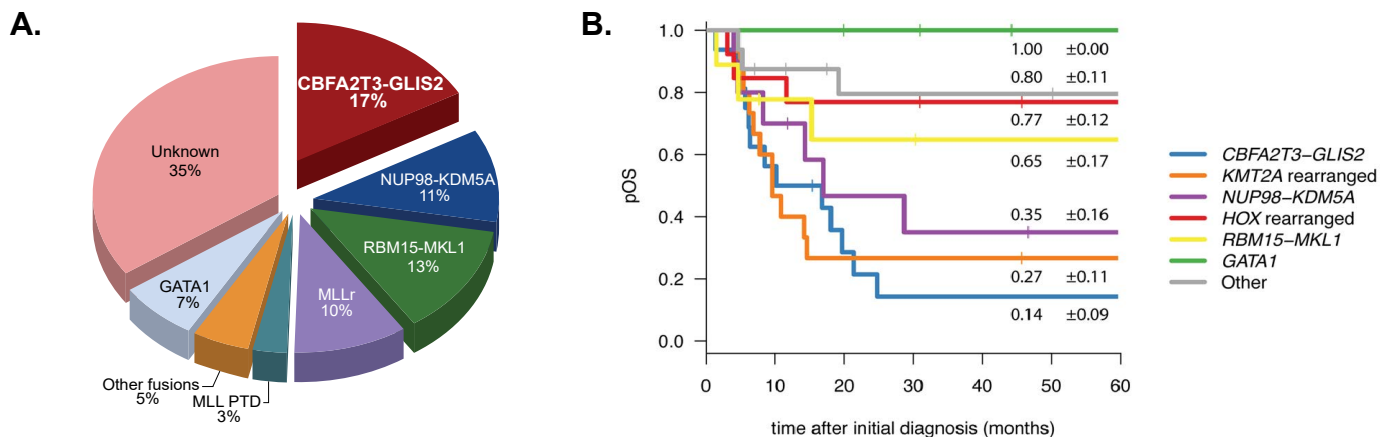 A.
CBFA2T3-GLIS2
17%
NUP98-KDM5A
11%
RBM15-MKL1
13%
MLLr
10%
MLL PTD
3%
Other fusions
5%
GATA1
7%
Unknown
35%
B.
pOS
1.0
0.8
0.6
0.4
0.2
0.0
1.00 ±0.00
0.80 ±0.11
0.77 ±0.12
0.65 ±0.17
0.35 ±0.16
0.27 ±0.11
0.14 ±0.09
0 10 20 30 40 50 60
time after initial diagnosis (months)
CBFA2T3–GLIS2
KMT2A rearranged
NUP98–KDM5A
HOX rearranged
RBM15–MKL1
GATA1
Other